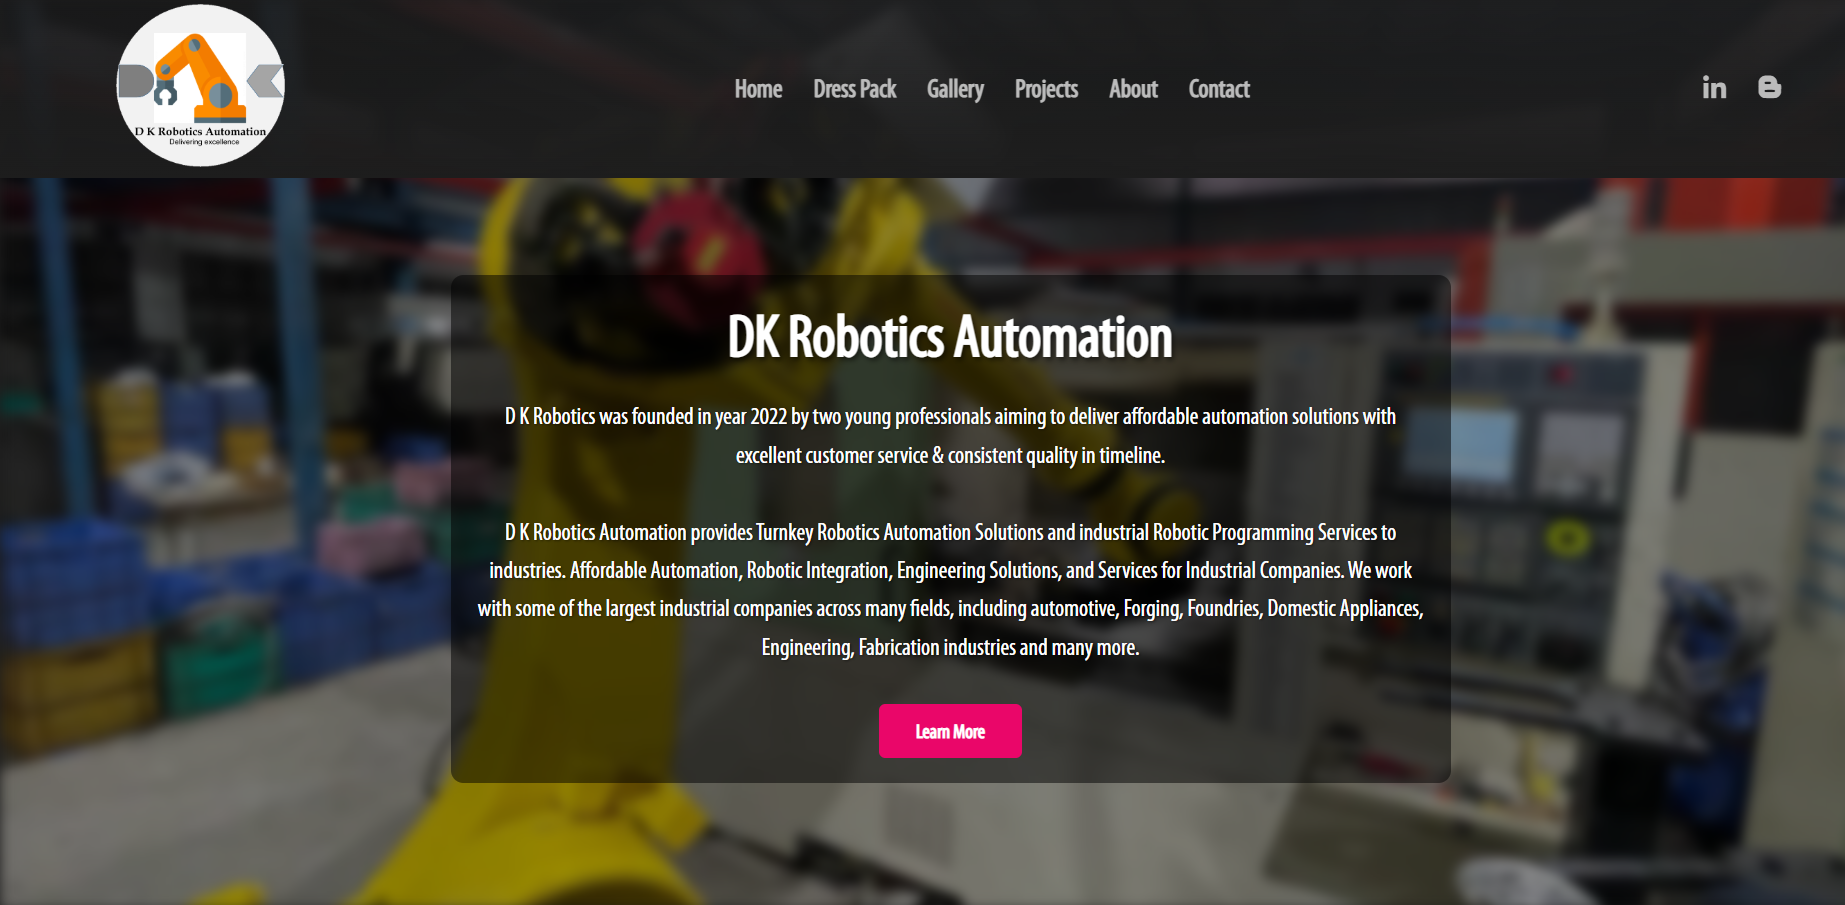 D K
D K Robotics Automation
Delivering excellence
Home Dress Pack Gallery Projects About Contact
in B
DK Robotics Automation
D K Robotics was founded in year 2022 by two young professionals aiming to deliver affordable automation solutions with
excellent customer service & consistent quality in timeline.
D K Robotics Automation provides Turnkey Robotics Automation Solutions and industrial Robotic Programming Services to
industries. Affordable Automation, Robotic Integration, Engineering Solutions, and Services for Industrial Companies. We work
with some of the largest industrial companies across many fields, including automotive, Forging, Foundries, Domestic Appliances,
Engineering, Fabrication industries and many more.
Learn More